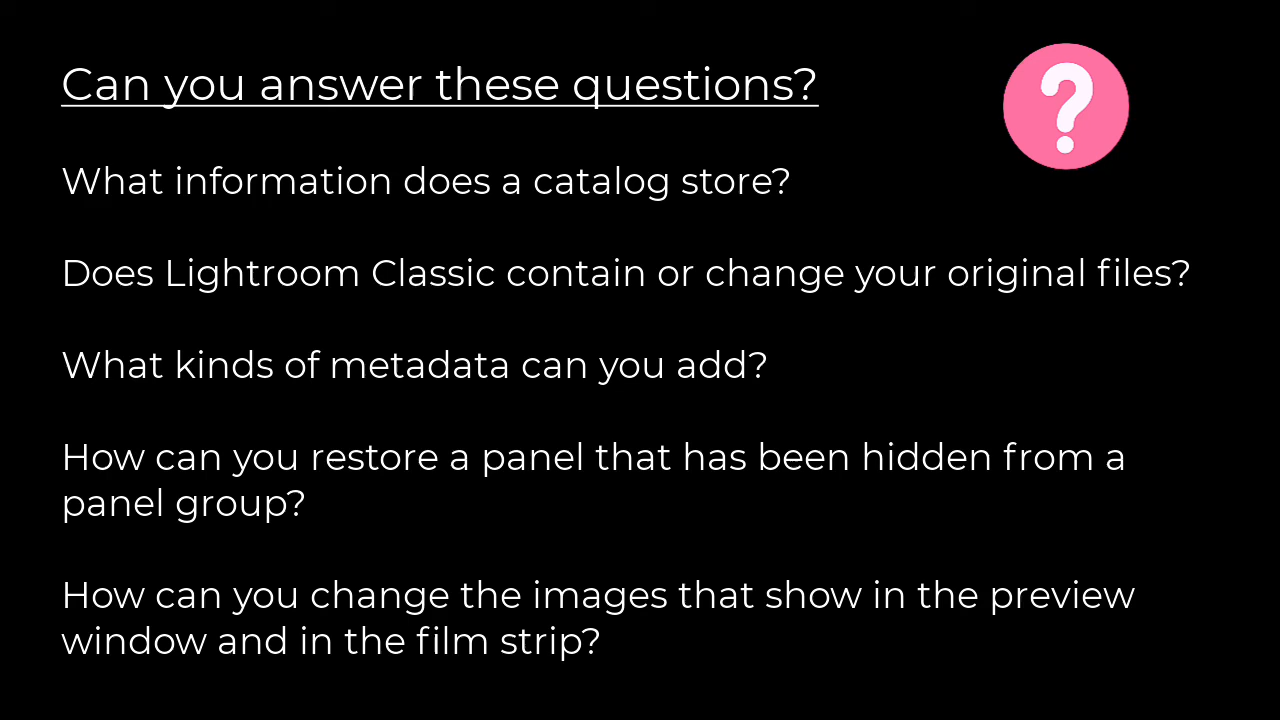 Can you answer these questions?
What information does a catalog store?
Does Lightroom Classic contain or change your original files?
What kinds of metadata can you add?
How can you restore a panel that has been hidden from a
panel group?
How can you change the images that show in the preview
window and in the film strip?